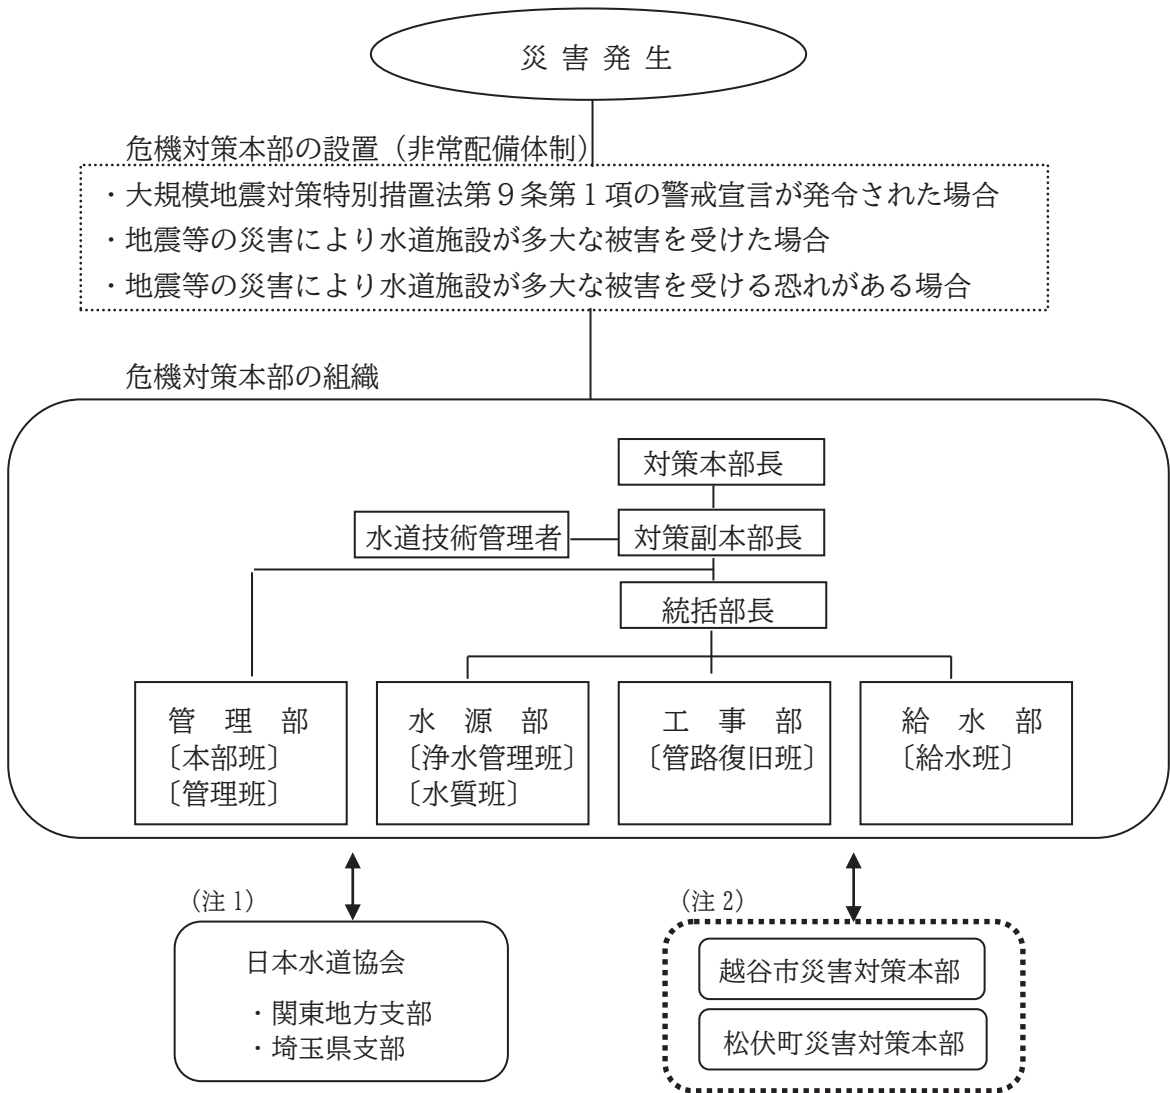 災 害 発 生
危機対策本部の設置（非常配備体制）
・大規模地震対策特別措置法第９条第１項の警戒宣言が発令された場合
・地震等の災害により水道施設が多大な被害を受けた場合
・地震等の災害により水道施設が多大な被害を受ける恐れがある場合
危機対策本部の組織
対策本部長
水道技術管理者
対策副本部長
統括部長
管　理　部
〔本部班〕
〔管理班〕
水　源　部
〔浄水管理班〕
〔水質班〕
工　事　部
〔管路復旧班〕
給　水　部
〔給水班〕
（注１）
日本水道協会
・関東地方支部
・埼玉県支部
（注２）
越谷市災害対策本部
松伏町災害対策本部